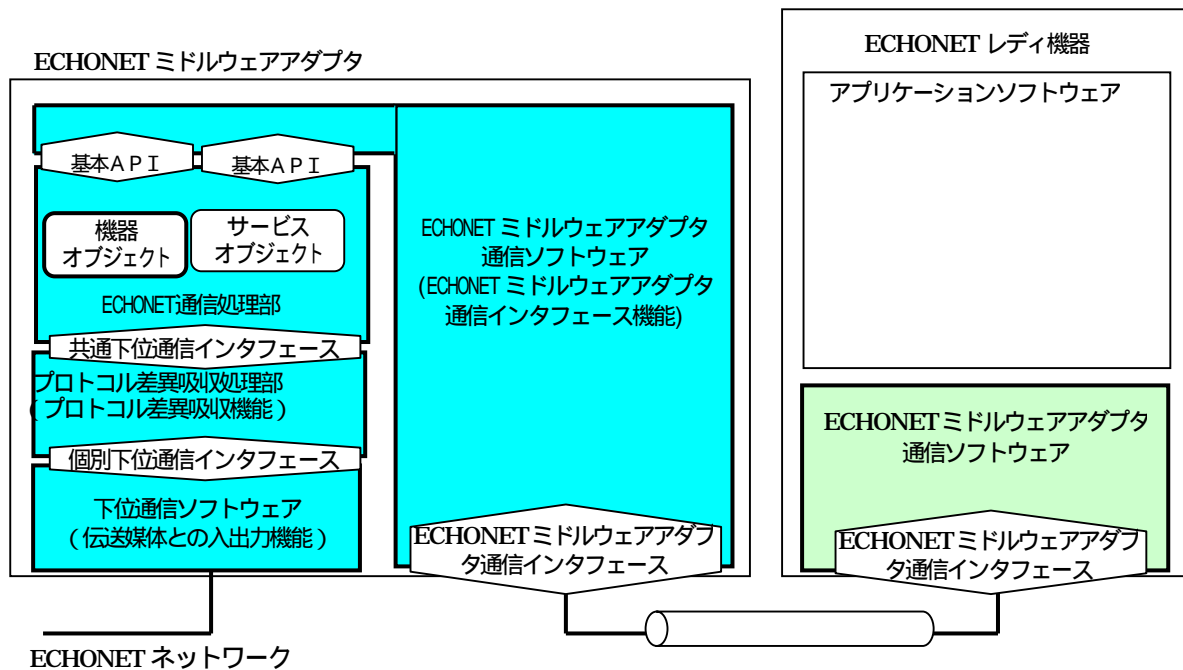 ECHONET ミドルウェアアダプタ
基本ＡＰＩ
基本ＡＰＩ
機器
オブジェクト
サービス
オブジェクト
ECHONET通信処理部
共通下位通信インタフェース
プロトコル差異吸収処理部
(プロトコル差異吸収機能)
個別下位通信インタフェース
下位通信ソフトウェア
(伝送媒体との入出力機能)
ECHONET ミドルウェアアダプタ
通信ソフトウェア
(ECHONET ミドルウェアアダプタ
通信インタフェース機能)
ECHONETミドルウェアアダプ
タ通信インタフェース
ECHONET レディ機器
アプリケーションソフトウェア
ECHONETミドルウェアアダプタ
通信ソフトウェア
ECHONETミドルウェアアダプ
タ通信インタフェース
ECHONET ネットワーク